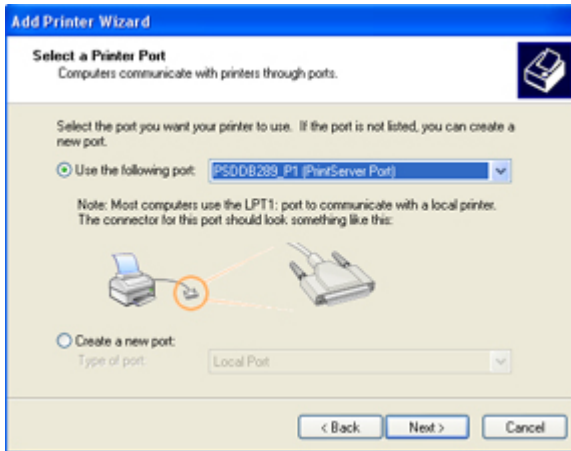 Add Printer Wizard
Select a Printer Port
Computers communicate with printers through ports.
Select the port you want your printer to use. If the port is not listed, you can create a
new port.
Use the following port:
PSDDB289_P1 (PrintServer Port)
Note: Most computers use the LPT1: port to communicate with a local printer.
The connector for this port should look something like this:
Create a new port:
Type of port:
Local Port
< Back
Next >
Cancel